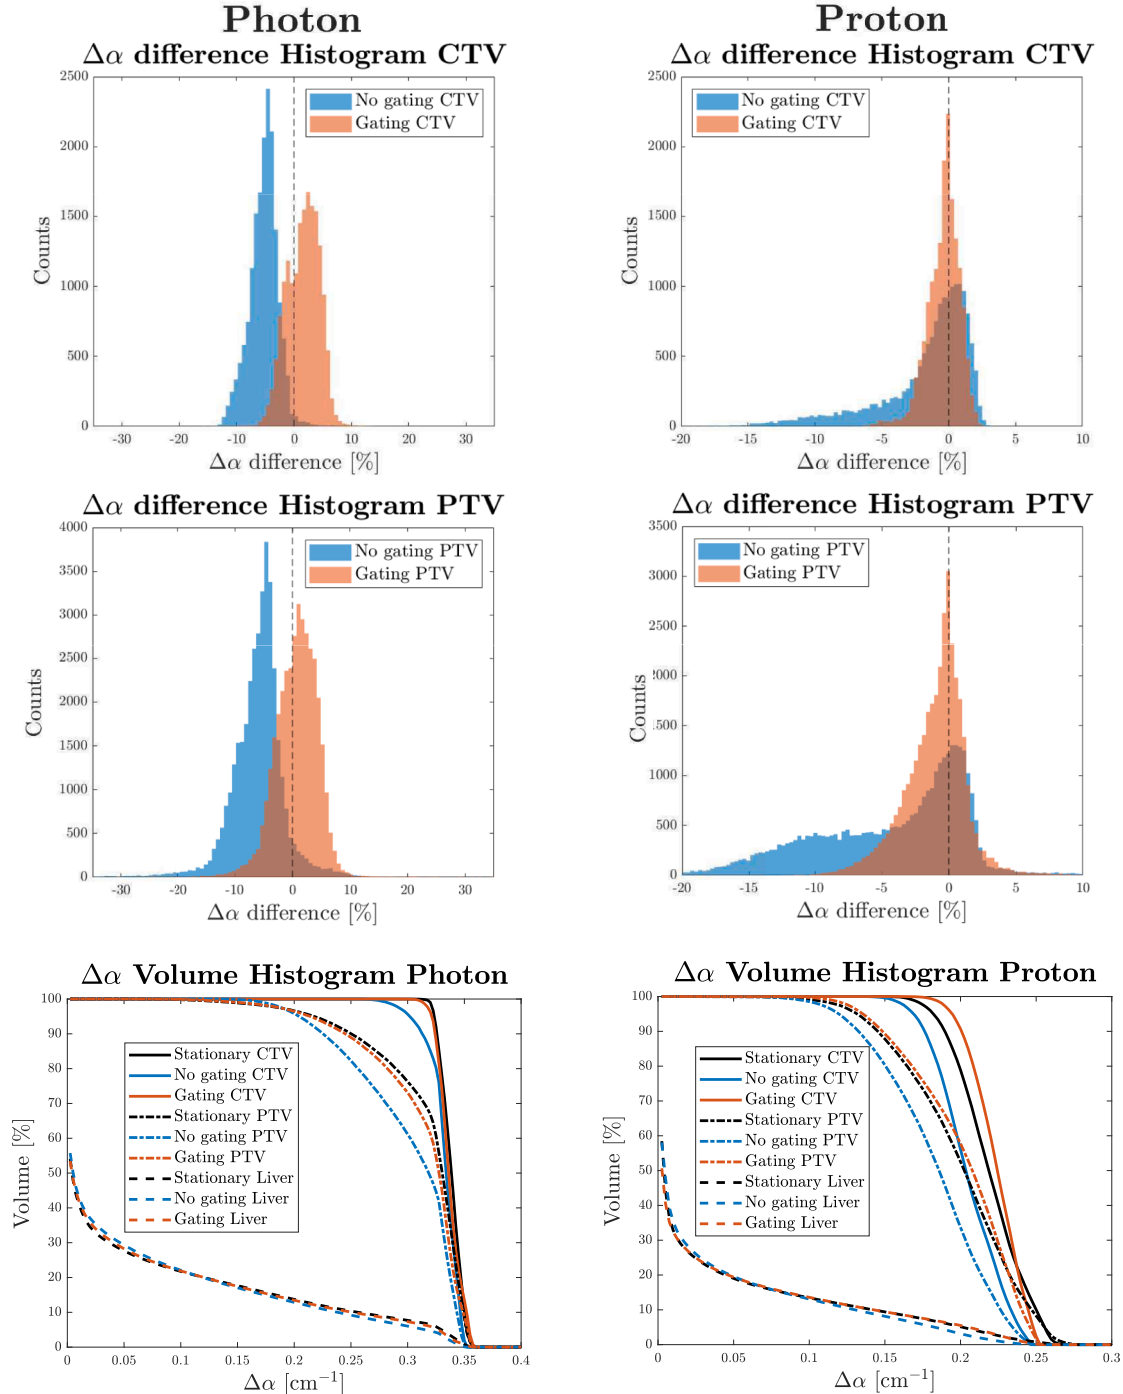 Photon
Δα difference Histogram CTV
2500
2000
1500
1000
500
0
Counts
No gating CTV
Gating CTV
-30 -20 -10 0 10 20 30
Δα difference [%]
Proton
Δα difference Histogram CTV
2500
2000
1500
1000
500
0
Counts
No gating CTV
Gating CTV
-20 -15 -10 -5 0 5 10
Δα difference [%]
Δα difference Histogram PTV
4000
3500
3000
2500
2000
1500
1000
500
0
Counts
No gating PTV
Gating PTV
-30 -20 -10 0 10 20 30
Δα difference [%]
Δα difference Histogram PTV
3500
3000
2500
2000
1500
1000
500
0
Counts
No gating PTV
Gating PTV
-20 -15 -10 -5 0 5 10
Δα difference [%]
Δα Volume Histogram Photon
100
90
80
70
60
50
40
30
20
10
0
Volume [%]
Stationary CTV
No gating CTV
Gating CTV
Stationary PTV
No gating PTV
Gating PTV
Stationary Liver
No gating Liver
Gating Liver
0 0.05 0.1 0.15 0.2 0.25 0.3 0.35 0.4
Δα [cm⁻¹]
Δα Volume Histogram Proton
100
90
80
70
60
50
40
30
20
10
0
Volume [%]
Stationary CTV
No gating CTV
Gating CTV
Stationary PTV
No gating PTV
Gating PTV
Stationary Liver
No gating Liver
Gating Liver
0 0.05 0.1 0.15 0.2 0.25 0.3
Δα [cm⁻¹]